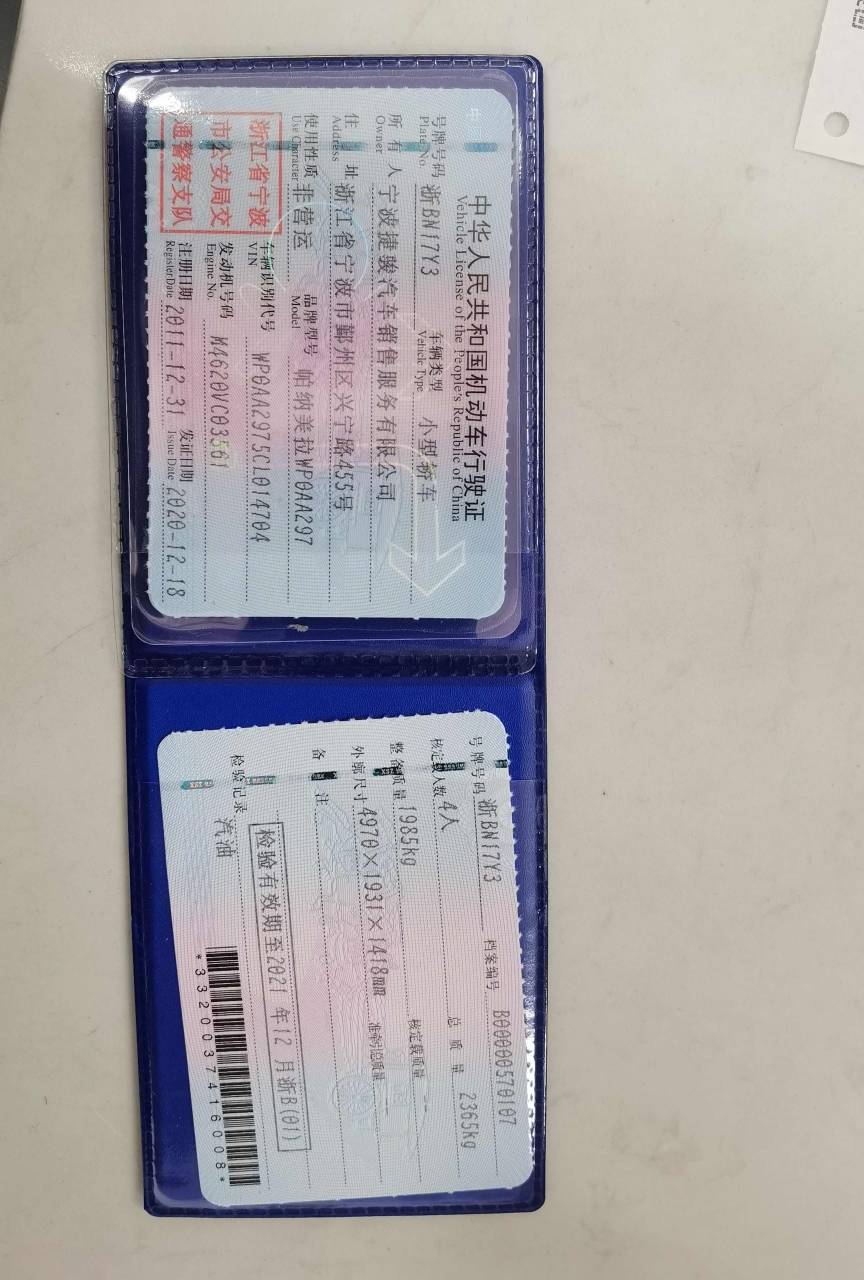 中华人民共和国机动车行驶证
Vehicle License of the People's Republic of China
号牌号码 浙BN17Y3 车辆类型 小型轿车
Plate No. Vehicle Type
所有人 宁波捷骏汽车销售服务有限公司
Owner
住址 浙江省宁波市鄞州区兴宁路455号
Address
使用性质 非营运 品牌型号 帕纳美拉WP0AA297
Use Character Model
浙江省宁波
市公安局交
通警察支队
车辆识别代号 WP0AA2975CL014704
VIN
发动机号码 M4620VC03561
Engine No.
注册日期 2011-12-31 发证日期 2020-12-18
Register Date Issue Date
号牌号码 浙BN17Y3 档案编号 B00000570107
核定载人数 4人 总质量 2365kg
整备质量 1985kg 核定载质量 --
外廓尺寸 4970×1931×1418mm 准牵引总质量 --
备注
检验有效期至2021年12月浙B(01)
检验记录
汽油
*3320037416008*